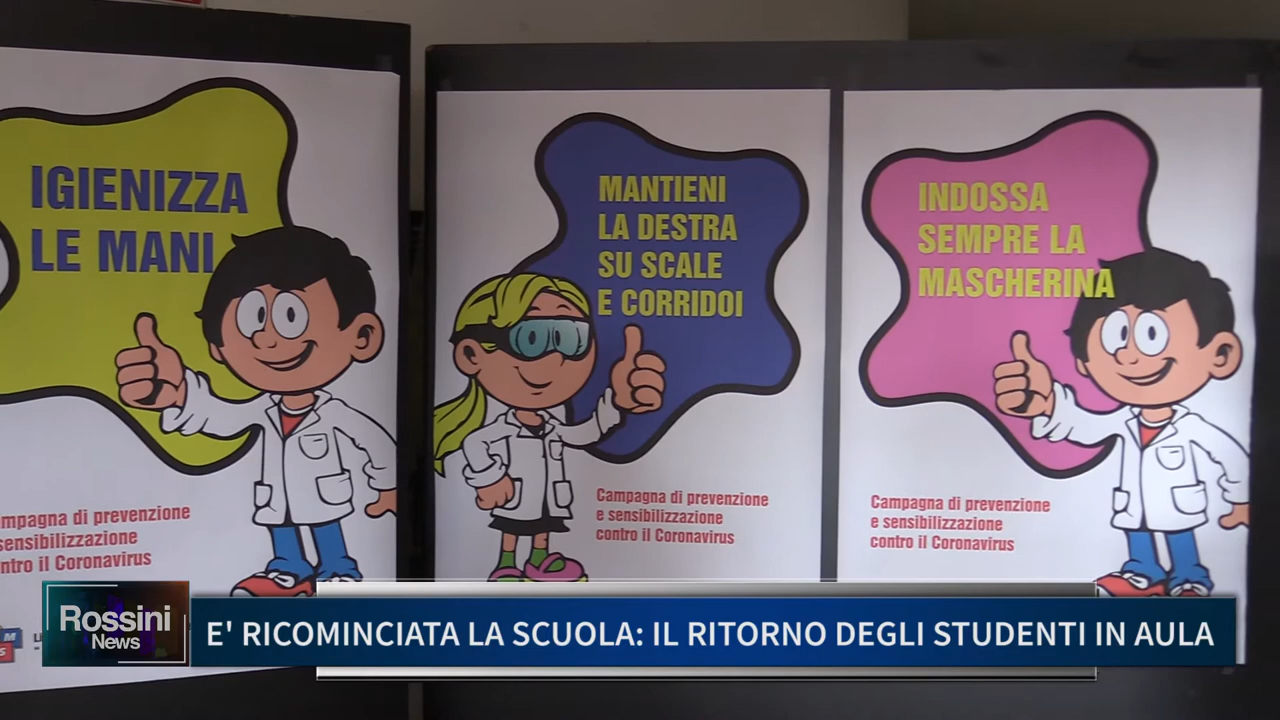 IGIENIZZA
LE MANI
mpagna di prevenzione
sensibilizzazione
ntro il Coronavirus
MANTIENI
LA DESTRA
SU SCALE
E CORRIDOI
Campagna di prevenzione
e sensibilizzazione
contro il Coronavirus
INDOSSA
SEMPRE LA
MASCHERINA
Campagna di prevenzione
e sensibilizzazione
contro il Coronavirus
Rossini
News
E' RICOMINCIATA LA SCUOLA: IL RITORNO DEGLI STUDENTI IN AULA